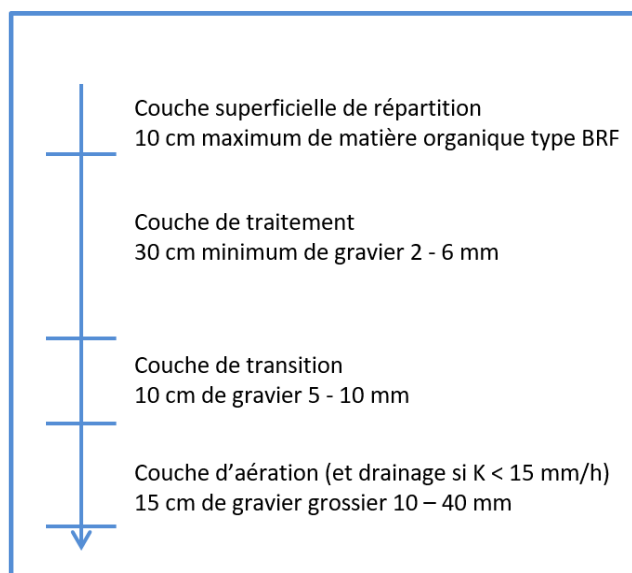 Couche superficielle de répartition
10 cm maximum de matière organique type BRF
Couche de traitement
30 cm minimum de gravier 2 - 6 mm
Couche de transition
10 cm de gravier 5 - 10 mm
Couche d’aération (et drainage si K < 15 mm/h)
15 cm de gravier grossier 10 – 40 mm